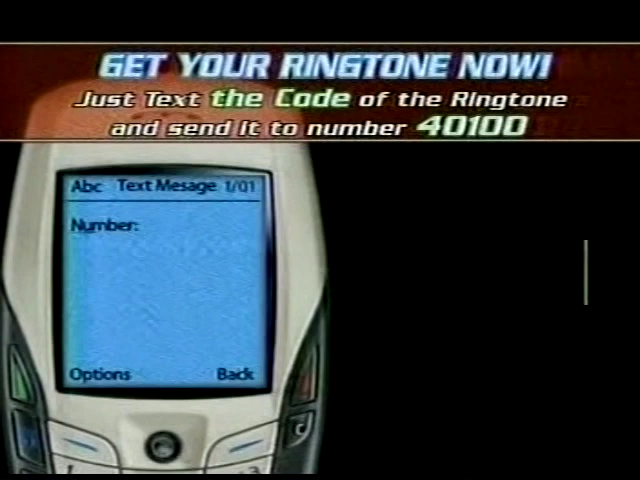 GET YOUR RINGTONE NOW!
Just Text the Code of the Ringtone
and send it to number 40100
Abc Text Mesage 1/01
Number:
Options Back